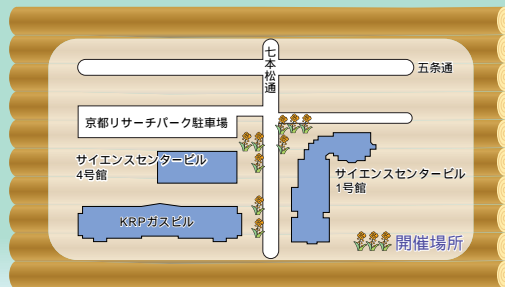 七本松通
五条通
京都リサーチパーク駐車場
サイエンスセンタービル
4号館
サイエンスセンタービル
1号館
KRPガスビル
開催場所